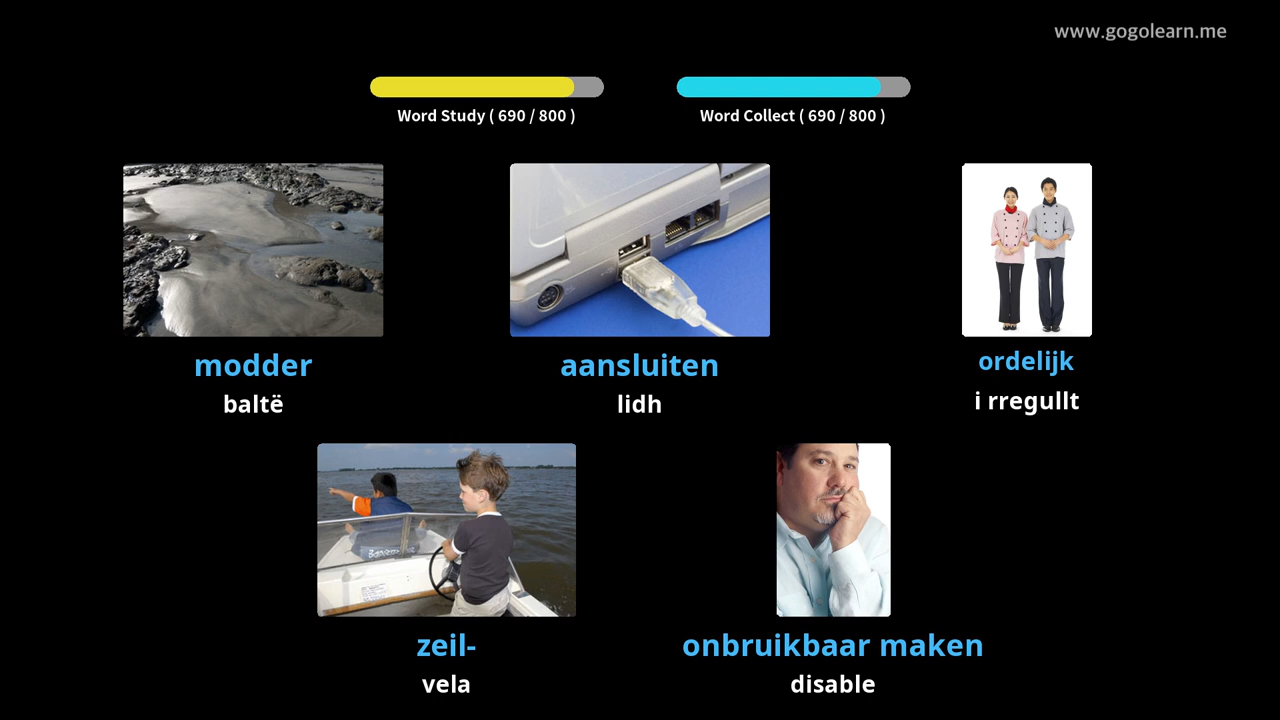 www.gogolearn.me
Word Study ( 690 / 800 )
Word Collect ( 690 / 800 )
modder
baltë
aansluiten
lidh
ordelijk
i rregullt
zeil-
vela
onbruikbaar maken
disable